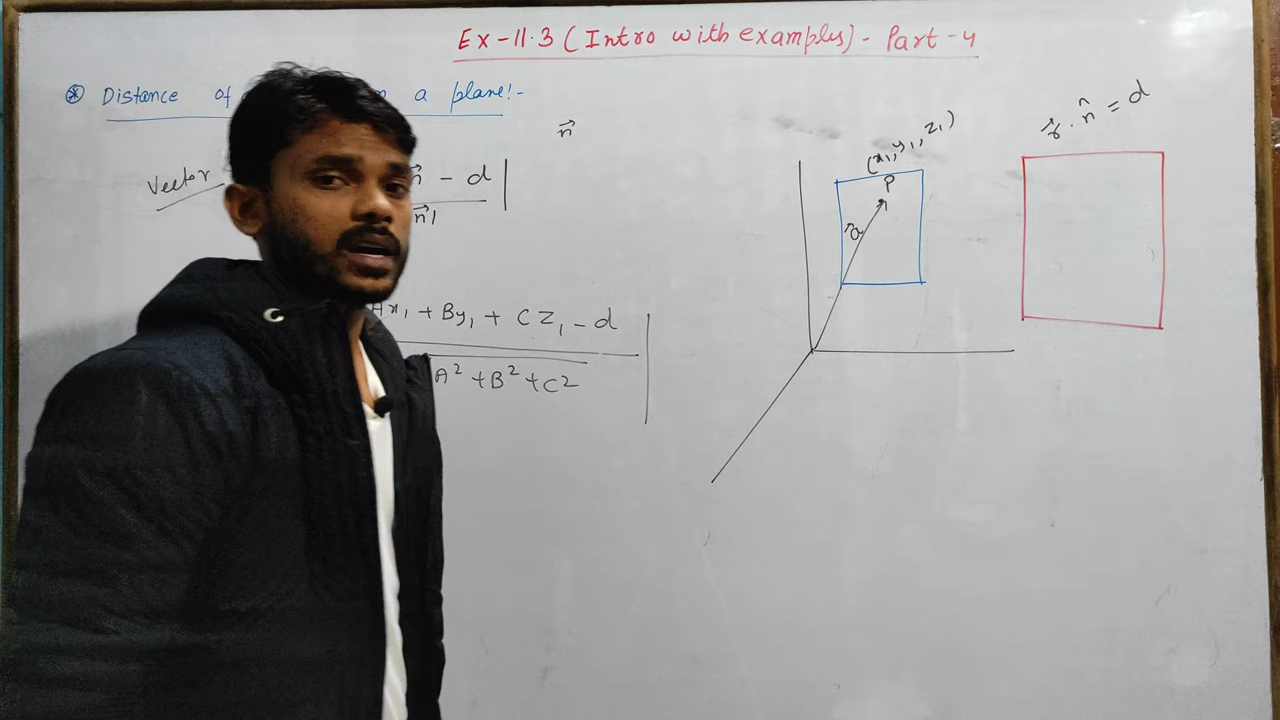 Ex-11.3 (Intro with examples) - Part-4
⊛ Distance of a plane:-
n⃗
Vector
n⃗ - d |
n⃗ |
Ax₁ + By₁ + CZ₁ - d
A² + B² + C²
(x₁, y₁, z₁)
P
a⃗
r⃗ . n̂ = d